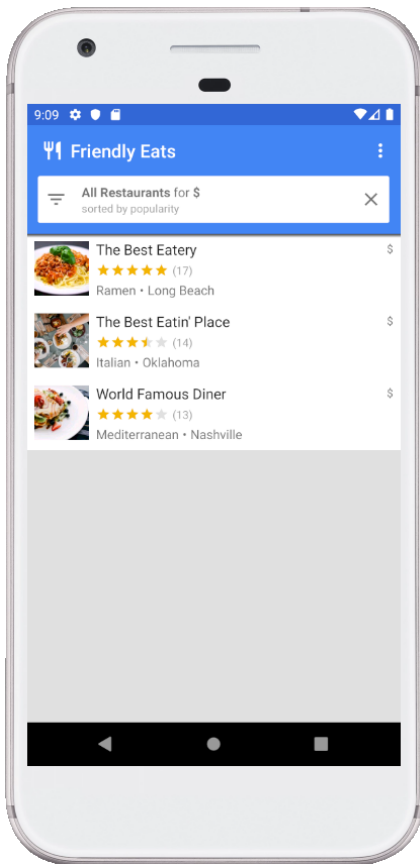 9:09
Friendly Eats
All Restaurants for $
sorted by popularity
The Best Eatery $
(17)
Ramen • Long Beach
The Best Eatin' Place $
(14)
Italian • Oklahoma
World Famous Diner $
(13)
Mediterranean • Nashville